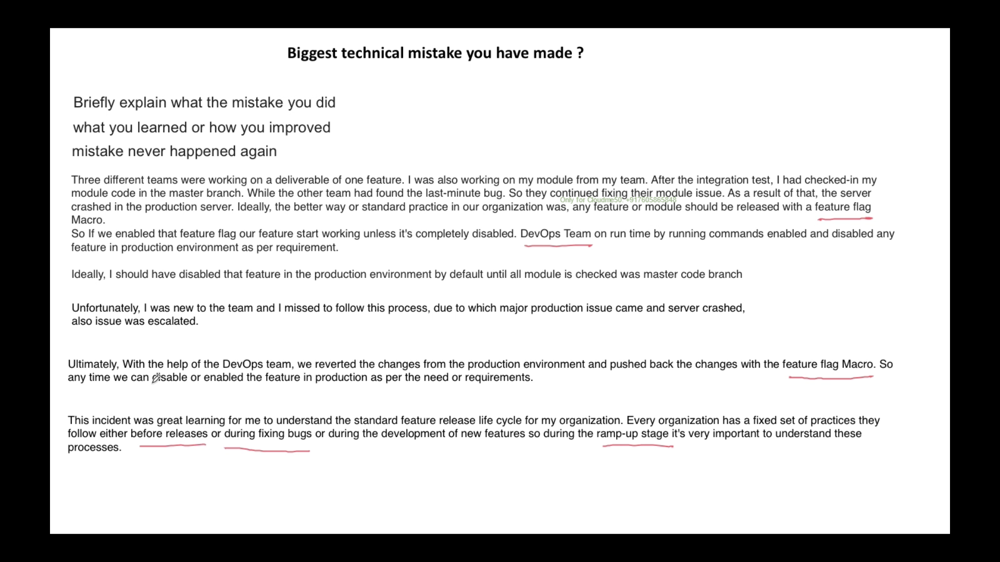 Biggest technical mistake you have made ?
Briefly explain what the mistake you did
what you learned or how you improved
mistake never happened again
Three different teams were working on a deliverable of one feature. I was also working on my module from my team. After the integration test, I had checked-in my
module code in the master branch. While the other team had found the last-minute bug. So they continued fixing their module issue. As a result of that, the server
Only for Cloudme50: +917605865848
crashed in the production server. Ideally, the better way or standard practice in our organization was, any feature or module should be released with a feature flag
Macro.
So If we enabled that feature flag our feature start working unless it's completely disabled. DevOps Team on run time by running commands enabled and disabled any
feature in production environment as per requirement.
Ideally, I should have disabled that feature in the production environment by default until all module is checked was master code branch
Unfortunately, I was new to the team and I missed to follow this process, due to which major production issue came and server crashed,
also issue was escalated.
Ultimately, With the help of the DevOps team, we reverted the changes from the production environment and pushed back the changes with the feature flag Macro. So
any time we can disable or enabled the feature in production as per the need or requirements.
This incident was great learning for me to understand the standard feature release life cycle for my organization. Every organization has a fixed set of practices they
follow either before releases or during fixing bugs or during the development of new features so during the ramp-up stage it's very important to understand these
processes.